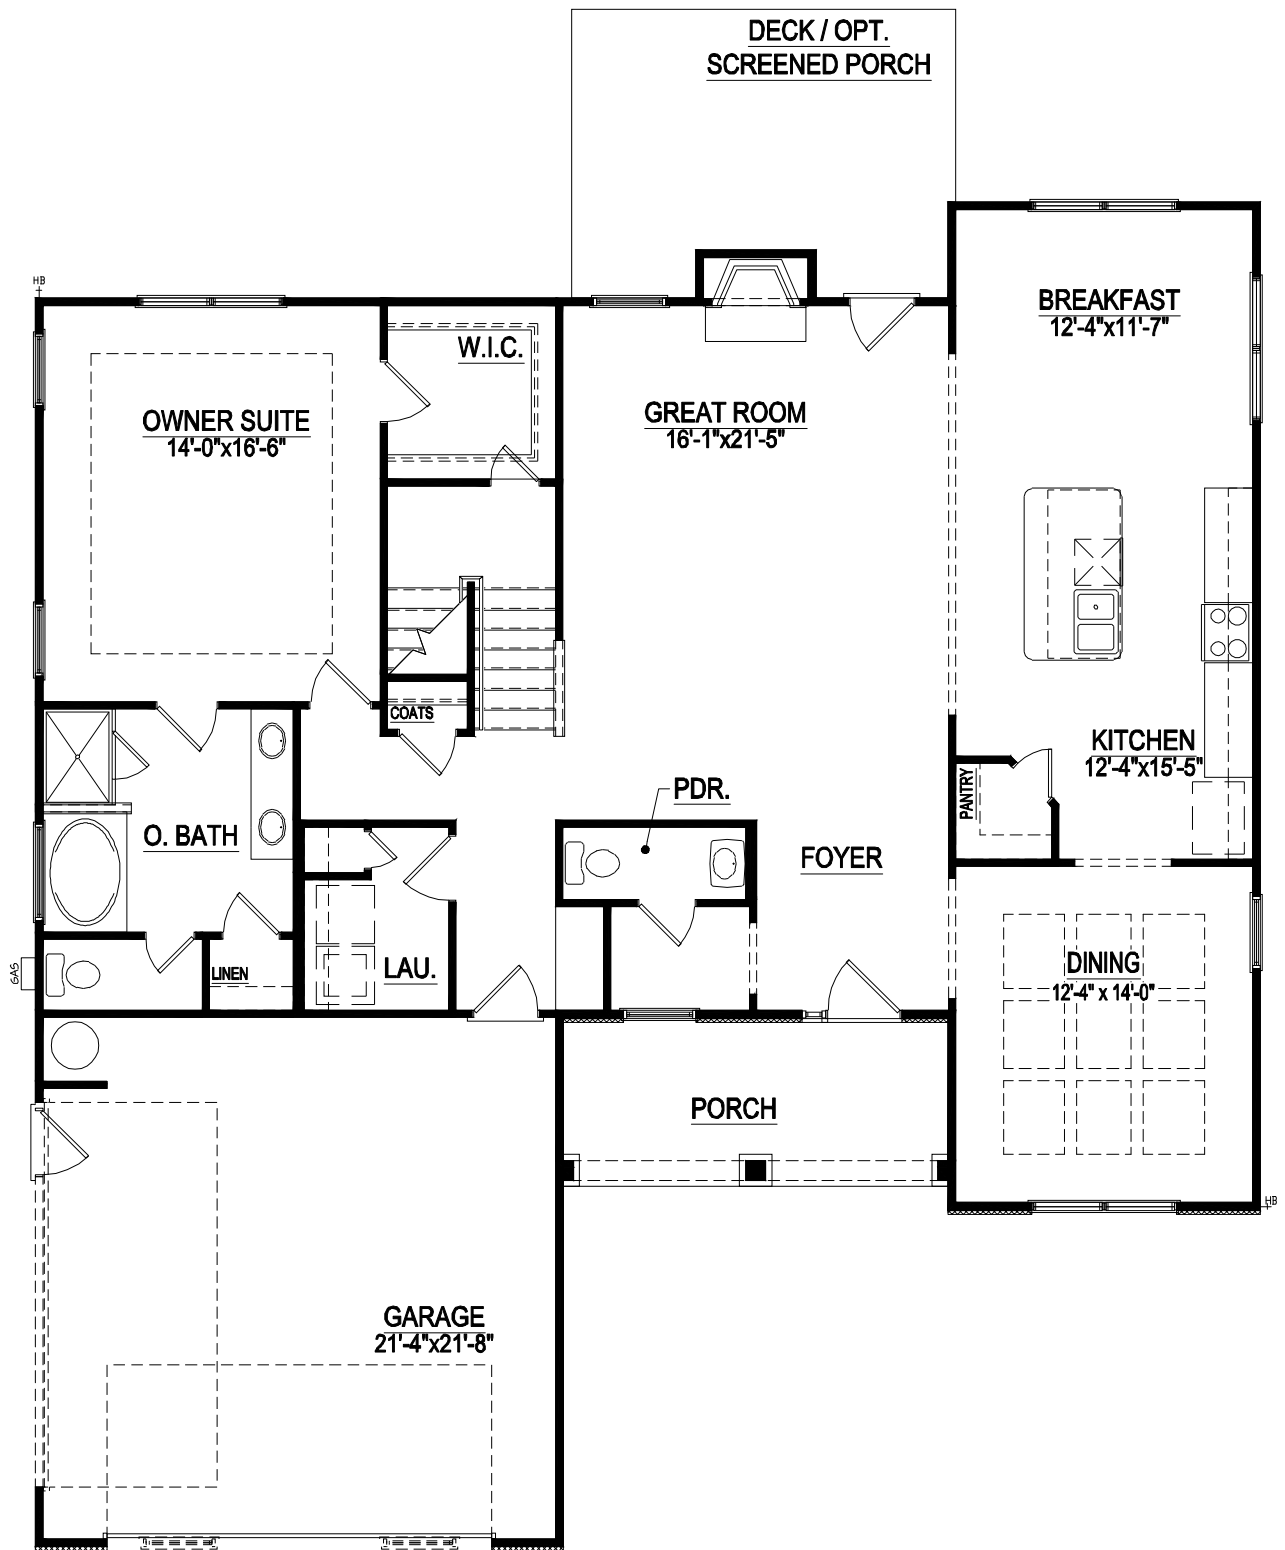 DECK / OPT.
SCREENED PORCH
HB
BREAKFAST
12'-4"x11'-7"
W.I.C.
OWNER SUITE
14'-0"x16'-6"
GREAT ROOM
16'-1"x21'-5"
COATS
KITCHEN
12'-4"x15'-5"
PANTRY
PDR.
O. BATH
FOYER
LAU.
LINEN
GAS
DINING
12'-4" x 14'-0"
PORCH
HB
GARAGE
21'-4"x21'-8"